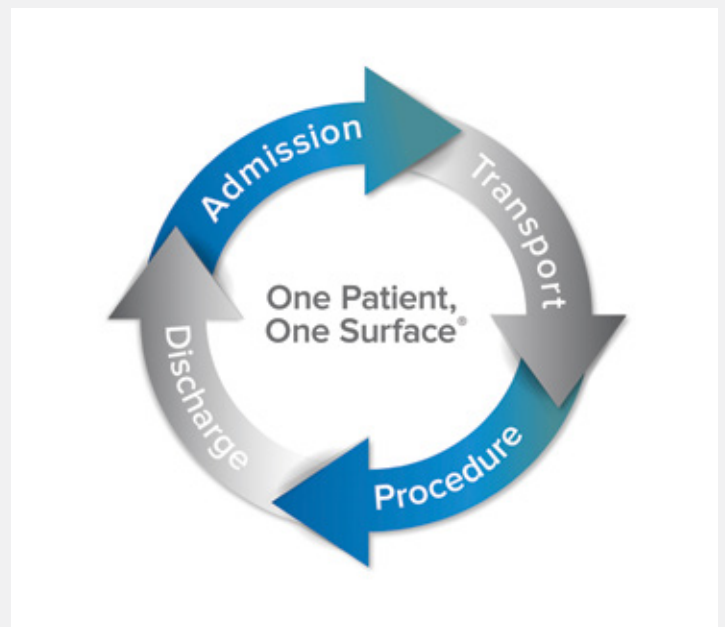 Admission
Transport
One Patient,
One Surface®
Discharge
Procedure